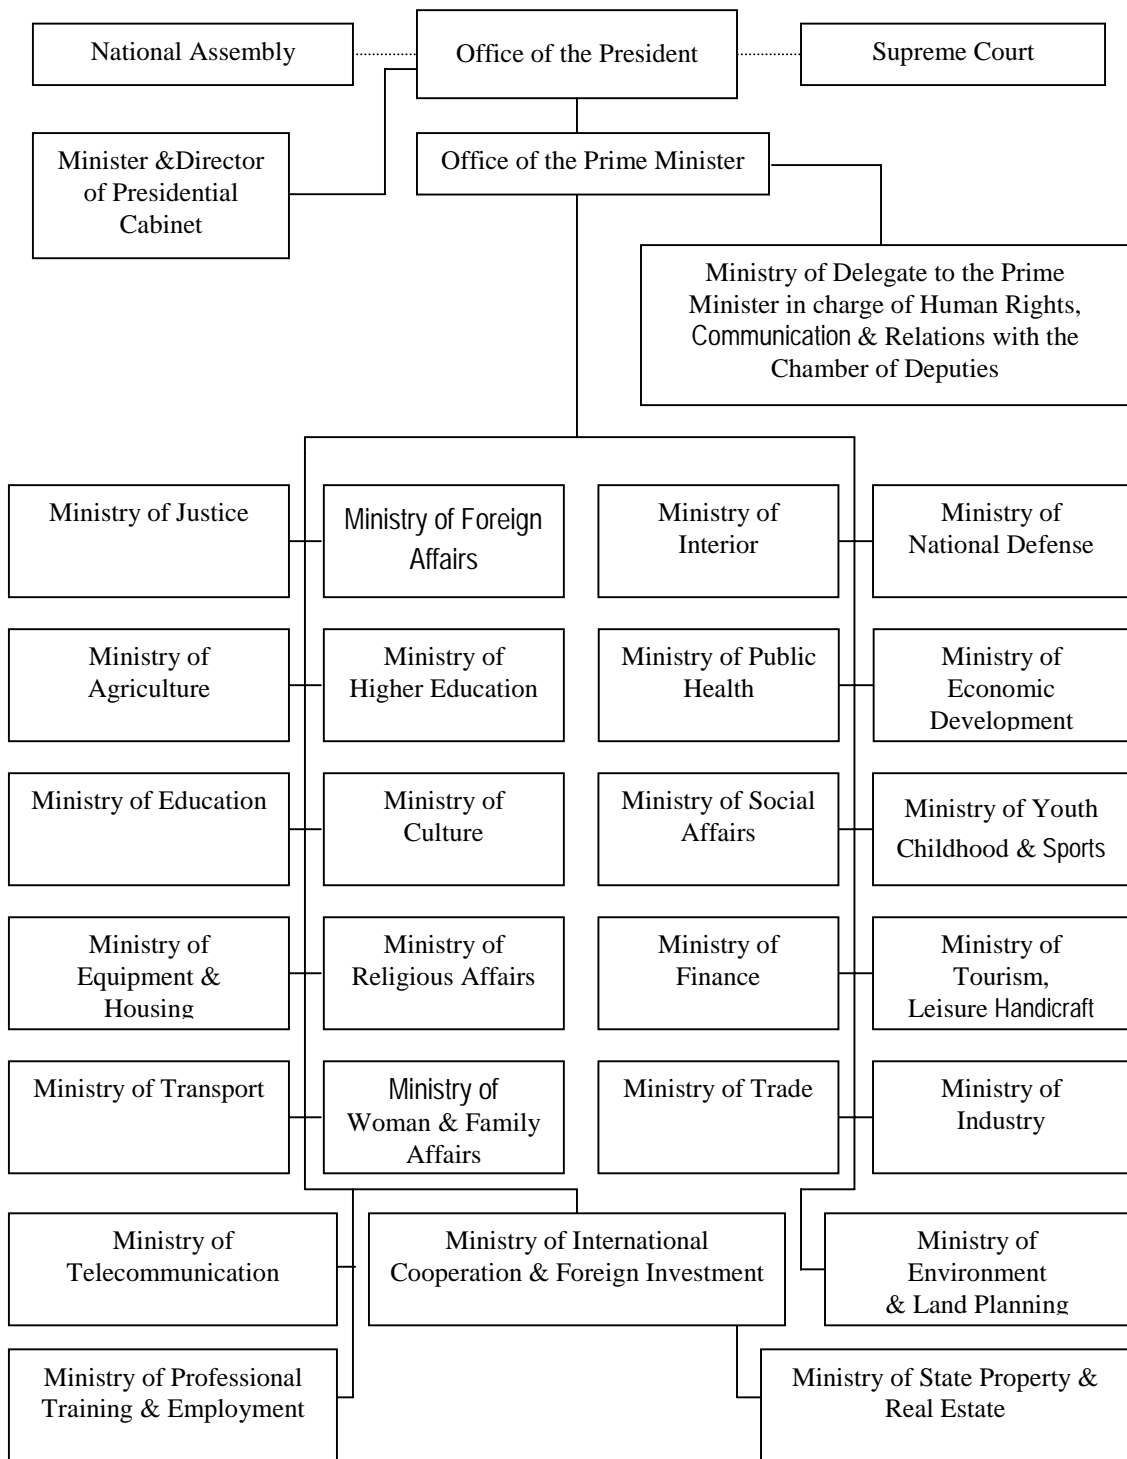 National Assembly
Office of the President
Supreme Court
Minister &Director
of Presidential
Cabinet
Office of the Prime Minister
Ministry of Delegate to the Prime
Minister in charge of Human Rights,
Communication & Relations with the
Chamber of Deputies
Ministry of Justice
Ministry of Foreign
Affairs
Ministry of
Interior
Ministry of
National Defense
Ministry of
Agriculture
Ministry of
Higher Education
Ministry of Public
Health
Ministry of
Economic
Development
Ministry of Education
Ministry of
Culture
Ministry of Social
Affairs
Ministry of Youth
Childhood & Sports
Ministry of
Equipment &
Housing
Ministry of
Religious Affairs
Ministry of
Finance
Ministry of
Tourism,
Leisure Handicraft
Ministry of Transport
Ministry of
Woman & Family
Affairs
Ministry of Trade
Ministry of
Industry
Ministry of
Telecommunication
Ministry of International
Cooperation & Foreign Investment
Ministry of
Environment
& Land Planning
Ministry of Professional
Training & Employment
Ministry of State Property &
Real Estate